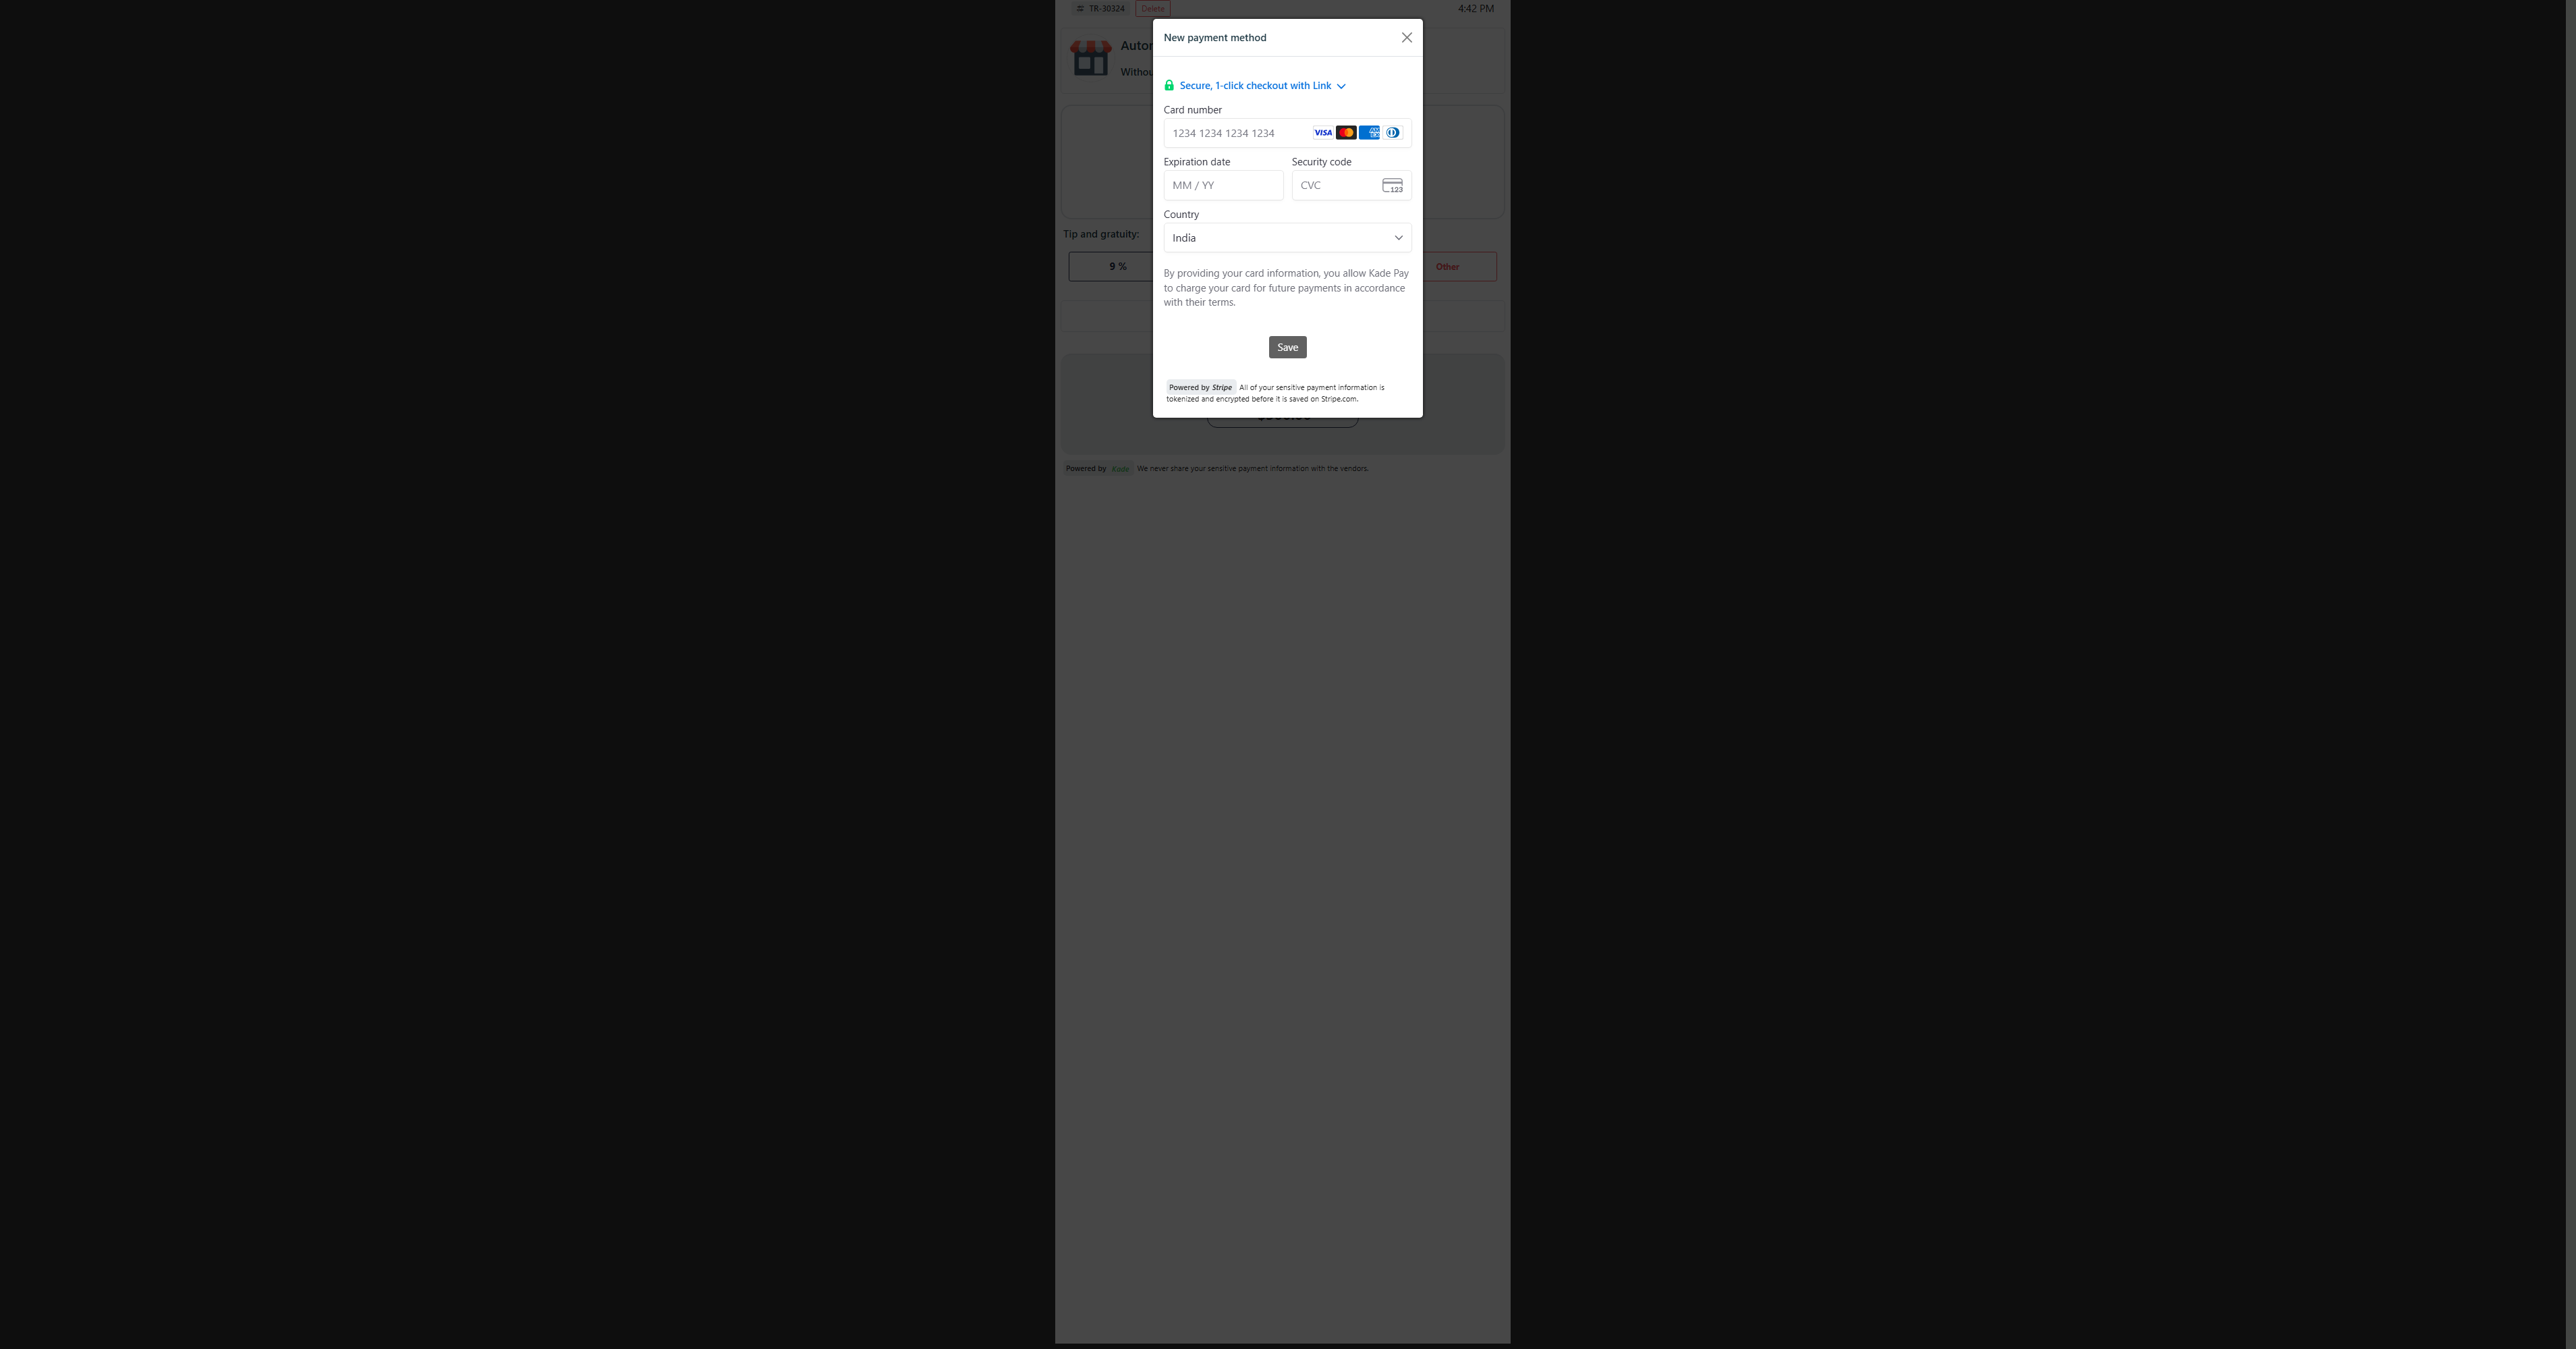 TR-30324 Delete 4:42 PM
New payment method
Secure, 1-click checkout with Link
Card number
1234 1234 1234 1234 VISA
Expiration date Security code
MM / YY CVC 123
Country
India
By providing your card information, you allow Kade Pay
to charge your card for future payments in accordance
with their terms.
Save
Powered by Stripe All of your sensitive payment information is
tokenized and encrypted before it is saved on Stripe.com.
Tip and gratuity:
9 % Other
Powered by Kade We never share your sensitive payment information with the vendors.